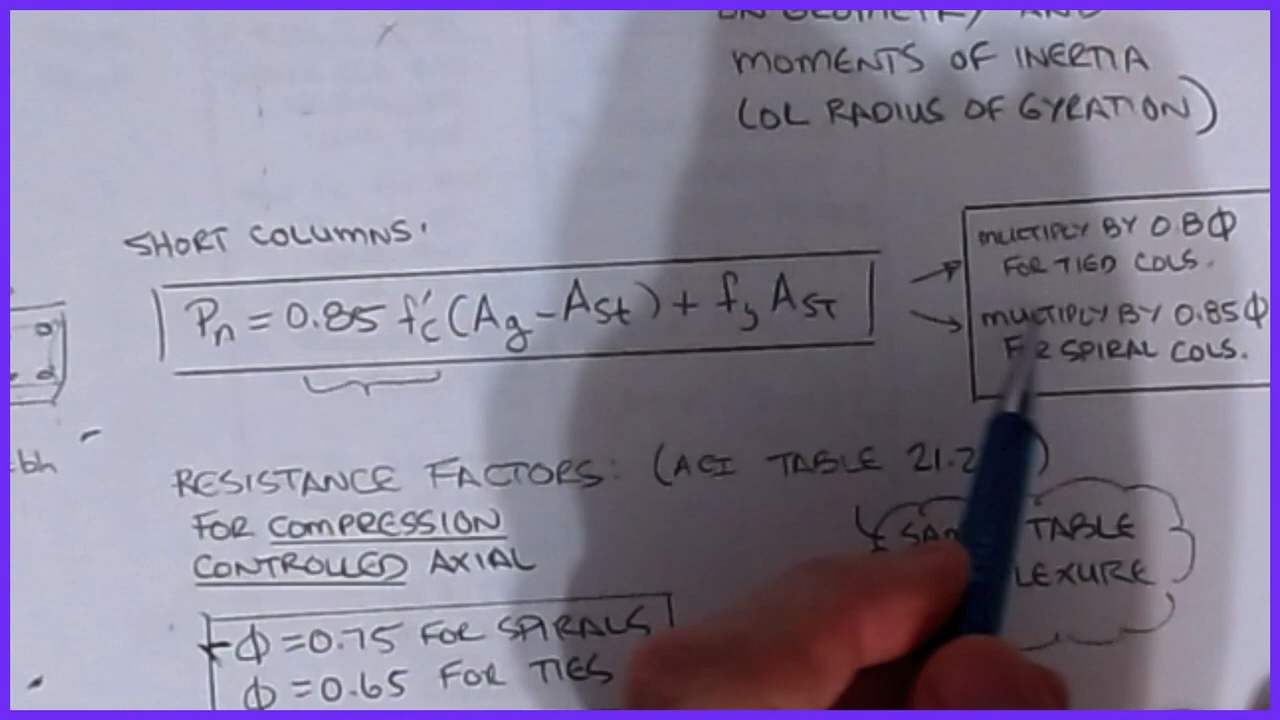 MOMENTS OF INERTIA
(OL RADIUS OF GYRATION)
SHORT COLUMNS:
Pn = 0.85 f'c (Ag - Ast) + fy AST
MULTIPLY BY 0.8Φ
FOR TIED COLS.
MULTIPLY BY 0.85Φ
FOR SPIRAL COLS.
=bh
RESISTANCE FACTORS: (ACI TABLE 21.2
FOR COMPRESSION
CONTROLLED AXIAL
TABLE
LEXURE
Φ = 0.75 FOR SPIRALS
Φ = 0.65 FOR TIES